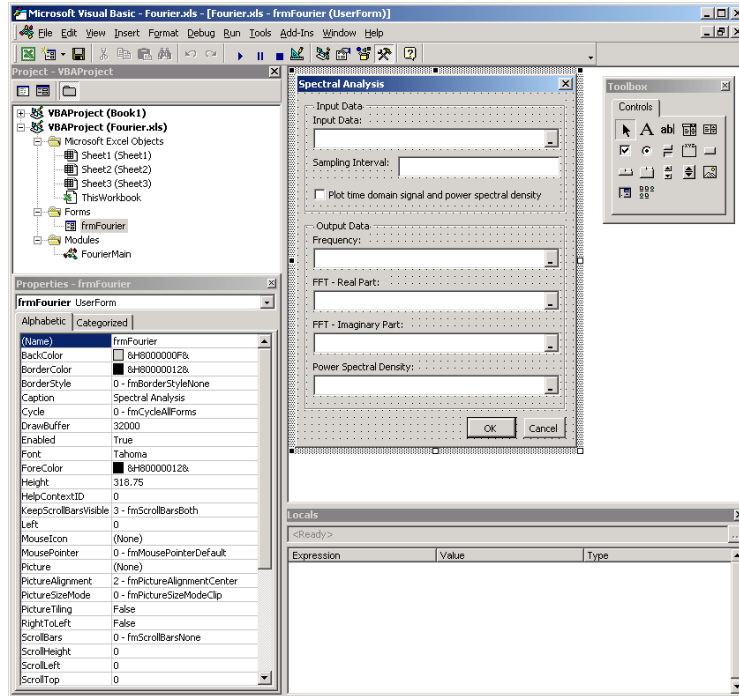 Microsoft Visual Basic - Fourier.xls - [Fourier.xls - frmFourier (UserForm)]
File Edit View Insert Format Debug Run Tools Add-Ins Window Help
Project - VBAProject
VBAProject (Book1)
VBAProject (Fourier.xls)
Microsoft Excel Objects
Sheet1 (Sheet1)
Sheet2 (Sheet2)
Sheet3 (Sheet3)
ThisWorkbook
Forms
frmFourier
Modules
FourierMain
Properties - frmFourier
frmFourier UserForm
Alphabetic Categorized
(Name) frmFourier
BackColor &H8000000F&
BorderColor &H80000012&
BorderStyle 0 - fmBorderStyleNone
Caption Spectral Analysis
Cycle 0 - fmCycleAllForms
DrawBuffer 32000
Enabled True
Font Tahoma
ForeColor &H80000012&
Height 318.75
HelpContextID 0
KeepScrollBarsVisible 3 - fmScrollBarsBoth
Left 0
MouseIcon (None)
MousePointer 0 - fmMousePointerDefault
Picture (None)
PictureAlignment 2 - fmPictureAlignmentCenter
PictureSizeMode 0 - fmPictureSizeModeClip
PictureTiling False
RightToLeft False
ScrollBars 0 - fmScrollBarsNone
ScrollHeight 0
ScrollLeft 0
ScrollTop 0
Spectral Analysis
Input Data
Input Data:
Sampling Interval:
Plot time domain signal and power spectral density
Output Data
Frequency:
FFT - Real Part:
FFT - Imaginary Part:
Power Spectral Density:
OK Cancel
Toolbox
Controls
A ab|
Locals
<Ready>
...
Expression Value Type